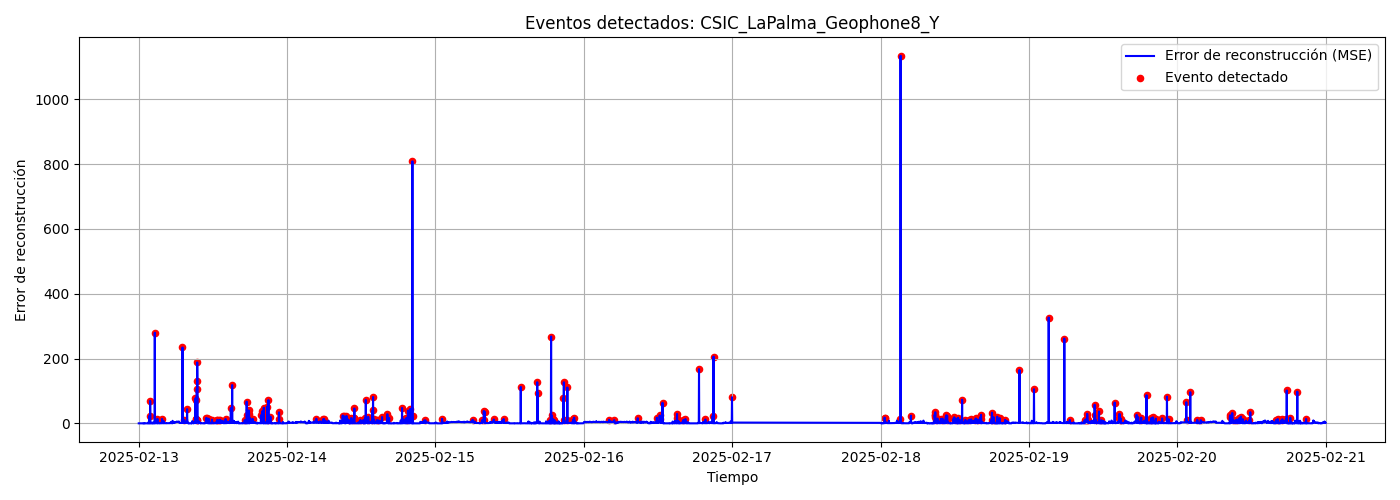 Eventos detectados: CSIC_LaPalma_Geophone8_Y
Error de reconstrucción (MSE)
Evento detectado
Error de reconstrucción
1000
800
600
400
200
0
2025-02-13 2025-02-14 2025-02-15 2025-02-16 2025-02-17 2025-02-18 2025-02-19 2025-02-20 2025-02-21
Tiempo